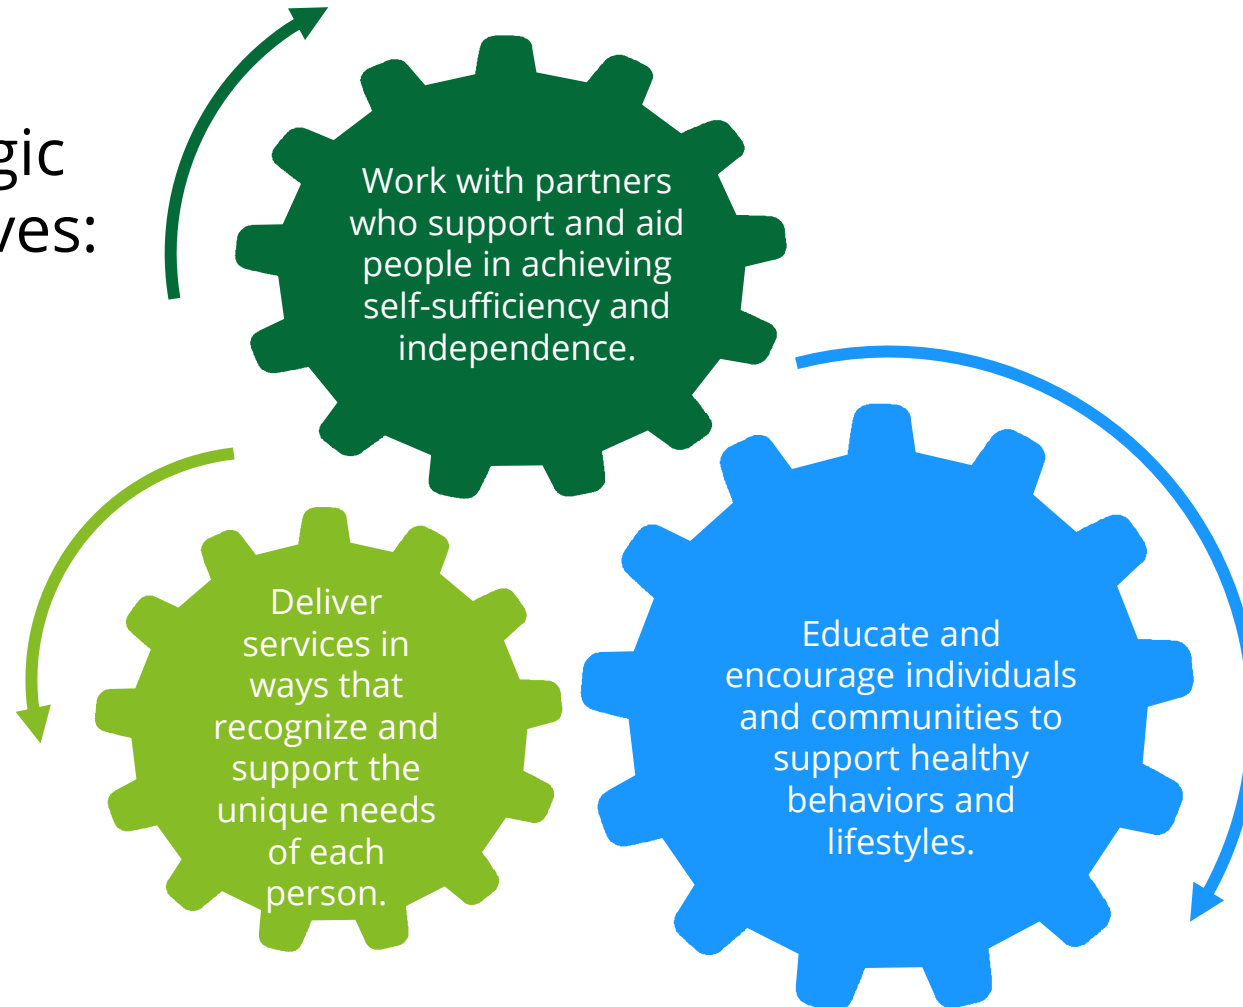 gic
ves:
Work with partners
who support and aid
people in achieving
self-sufficiency and
independence.
Deliver
services in
ways that
recognize and
support the
unique needs
of each
person.
Educate and
encourage individuals
and communities to
support healthy
behaviors and
lifestyles.